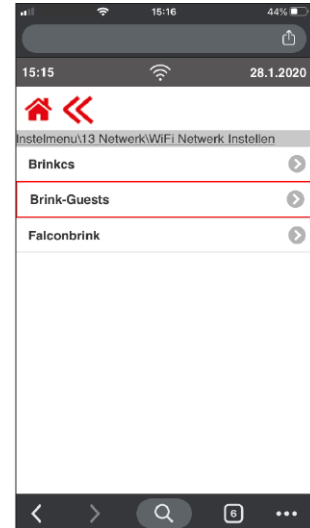 15:16
44%
15:15
28.1.2020
Instelmenu\13 Netwerk\WiFi Netwerk Instellen
Brinkcs
Brink-Guests
Falconbrink
6